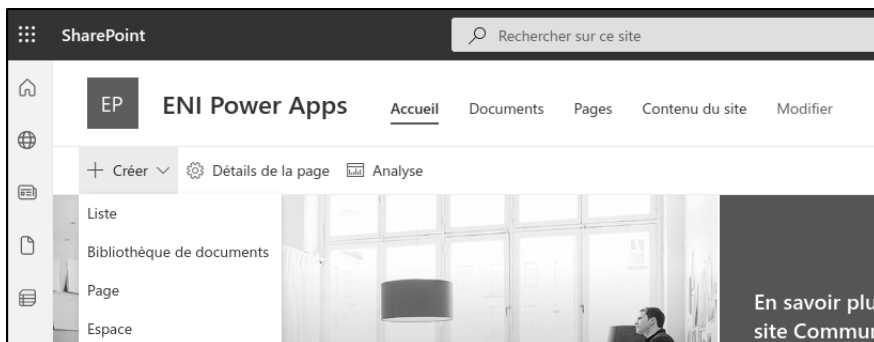 SharePoint
Rechercher sur ce site
EP
ENI Power Apps
Accueil
Documents
Pages
Contenu du site
Modifier
Créer
Détails de la page
Analyse
Liste
Bibliothèque de documents
Page
Espace
En savoir plu
site Commun